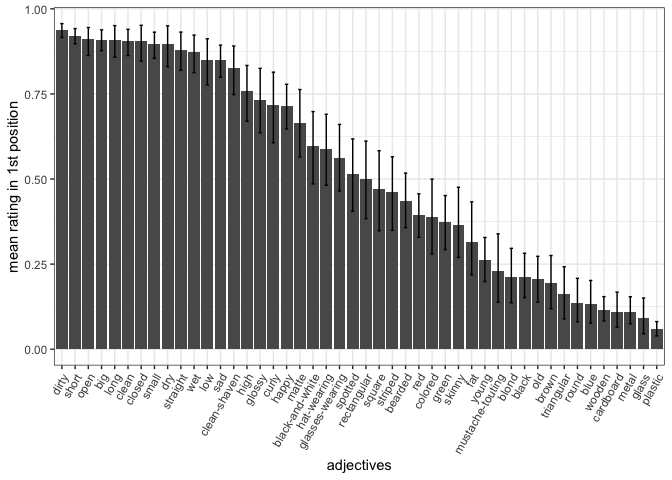 1.00
0.75
0.50
0.25
0.00
mean rating in 1st position
dirty
short
open
big
long
clean
closed
small
dry
straight
wet
low
sad
clean-shaven
high
glossy
curly
happy
matte
black-and-white
hat-wearing
glasses-wearing
spotted
rectangular
square
striped
bearded
red
colored
green
skinny
fat
young
mustache-touting
blond
black
old
brown
triangular
round
blue
wooden
cardboard
metal
glass
plastic
adjectives